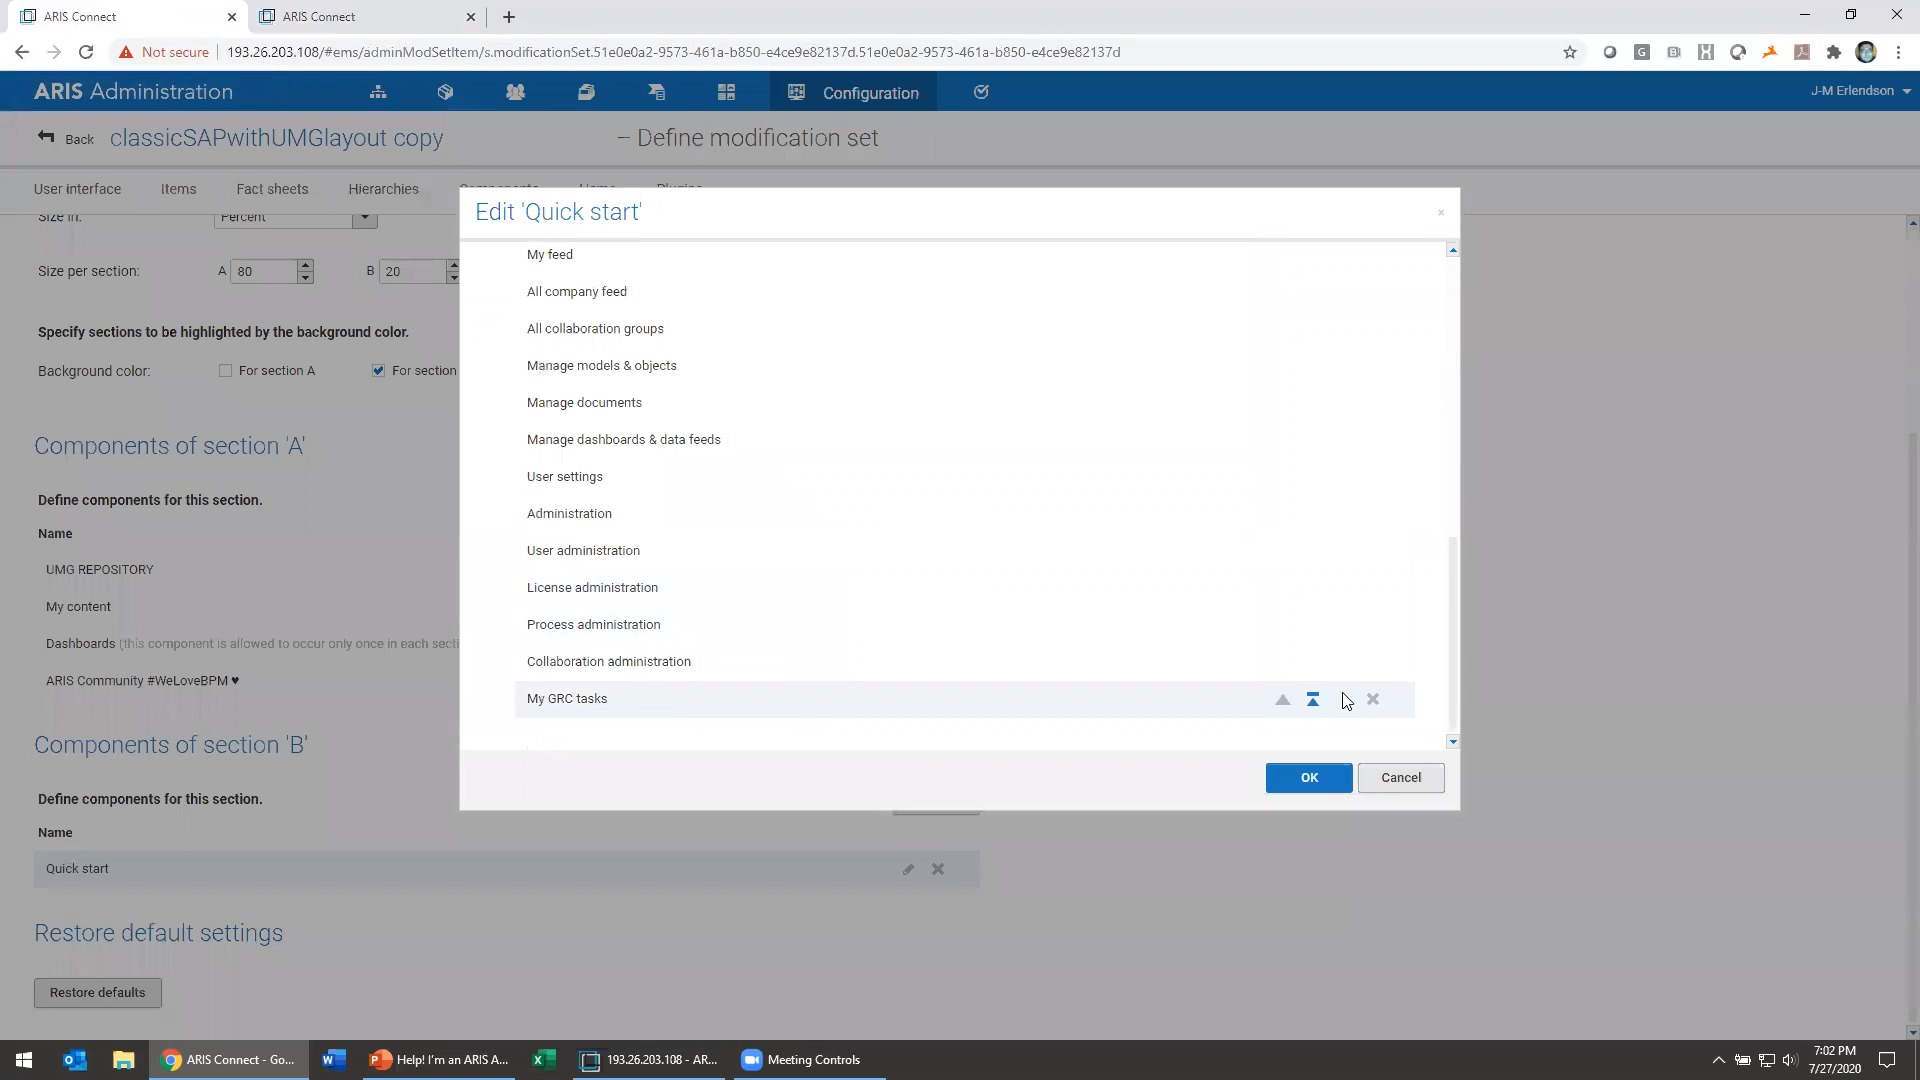 ARIS Connect
ARIS Connect
Not secure 193.26.203.108/#ems/adminModSetItem/s.modificationSet.51e0e0a2-9573-461a-b850-e4ce9e82137d.51e0e0a2-9573-461a-b850-e4ce9e82137d
ARIS Administration
Configuration
J-M Erlendson
Back
classicSAPwithUMGlayout copy
– Define modification set
User interface
Items
Fact sheets
Hierarchies
Size in:
Percent
Size per section:
A 80
B 20
Specify sections to be highlighted by the background color.
Background color:
For section A
For section
Components of section 'A'
Define components for this section.
Name
UMG REPOSITORY
My content
Dashboards (this component is allowed to occur only once in each secti
ARIS Community #WeLoveBPM ♥
Components of section 'B'
Define components for this section.
Name
Quick start
Restore default settings
Restore defaults
Edit 'Quick start'
My feed
All company feed
All collaboration groups
Manage models & objects
Manage documents
Manage dashboards & data feeds
User settings
Administration
User administration
License administration
Process administration
Collaboration administration
My GRC tasks
OK
Cancel
ARIS Connect - Go...
Help! I'm an ARIS A...
193.26.203.108 - AR...
Meeting Controls
7:02 PM
7/27/2020